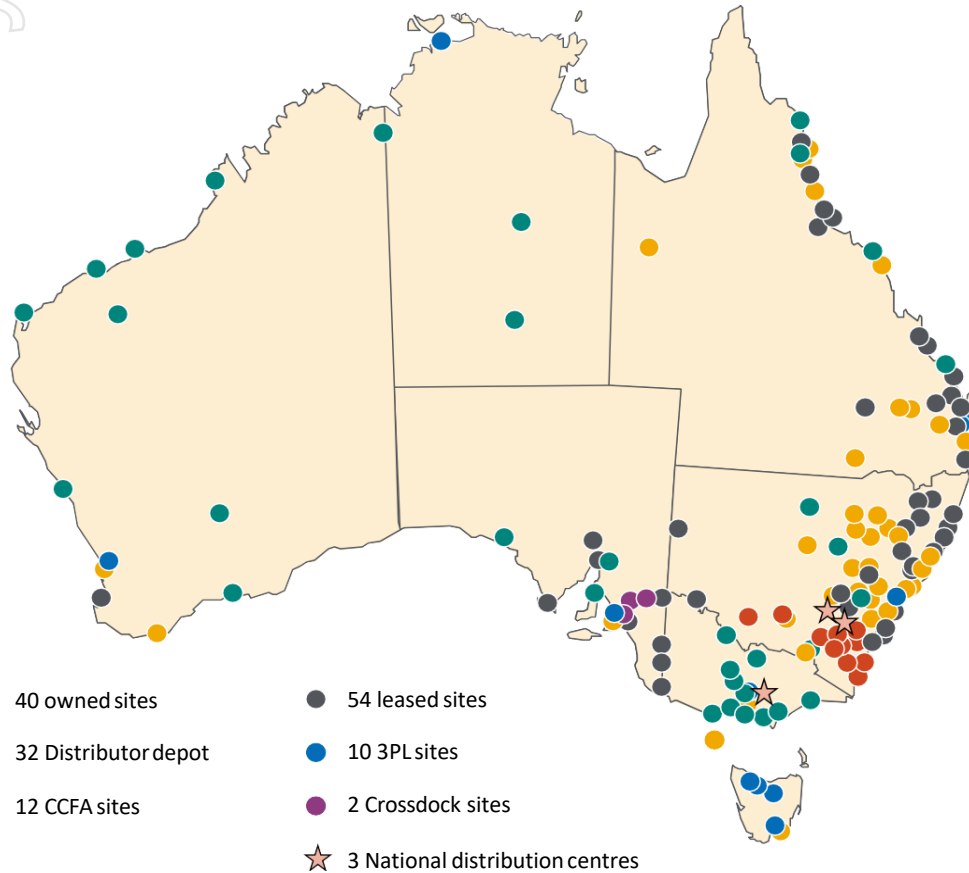 40 owned sites
54 leased sites
32 Distributor depot
10 3PL sites
12 CCFA sites
2 Crossdock sites
3 National distribution centres